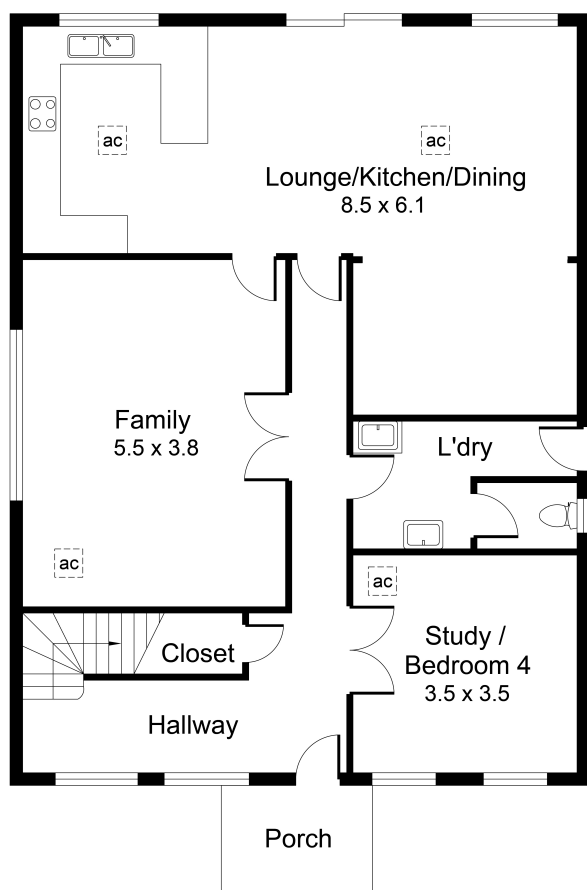 ac
ac
Lounge/Kitchen/Dining
8.5 x 6.1
Family
5.5 x 3.8
L'dry
ac
ac
Study /
Bedroom 4
3.5 x 3.5
Closet
Hallway
Porch